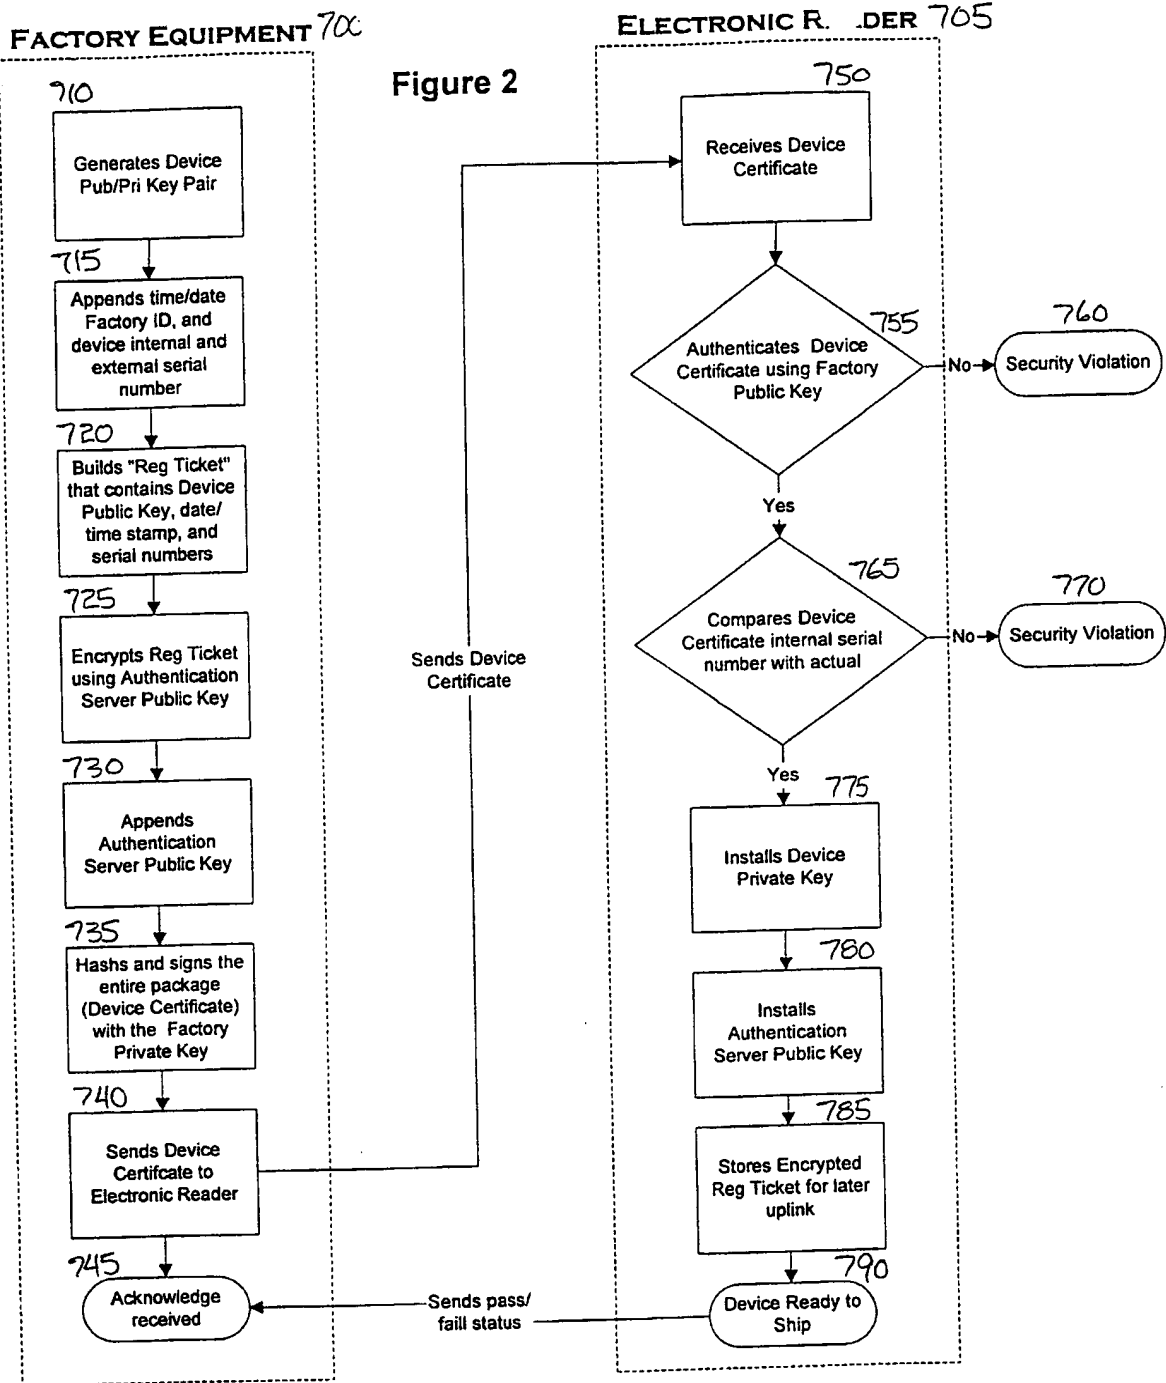 FACTORY EQUIPMENT
ELECTRONIC R. .DER 705
Figure 2
710
Generates Device
Pub/Pri Key Pair
715
Appends time/date
Factory ID, and
device internal and
external serial
number
720
Builds "Reg Ticket"
that contains Device
Public Key, date/
time stamp, and
serial numbers
725
Encrypts Reg Ticket
using Authentication
Server Public Key
730
Appends
Authentication
Server Public Key
735
Hashs and signs the
entire package
(Device Certificate)
with the Factory
Private Key
740
Sends Device
Certifcate to
Electronic Reader
745
Acknowledge
received
Sends Device
Certificate
Sends pass/
faill status
750
Receives Device
Certificate
755
Authenticates Device
Certificate using Factory
Public Key
No
760
Security Violation
Yes
765
Compares Device
Certificate internal serial
number with actual
No
770
Security Violation
Yes
775
Installs Device
Private Key
780
Installs
Authentication
Server Public Key
785
Stores Encrypted
Reg Ticket for later
uplink
790
Device Ready to
Ship